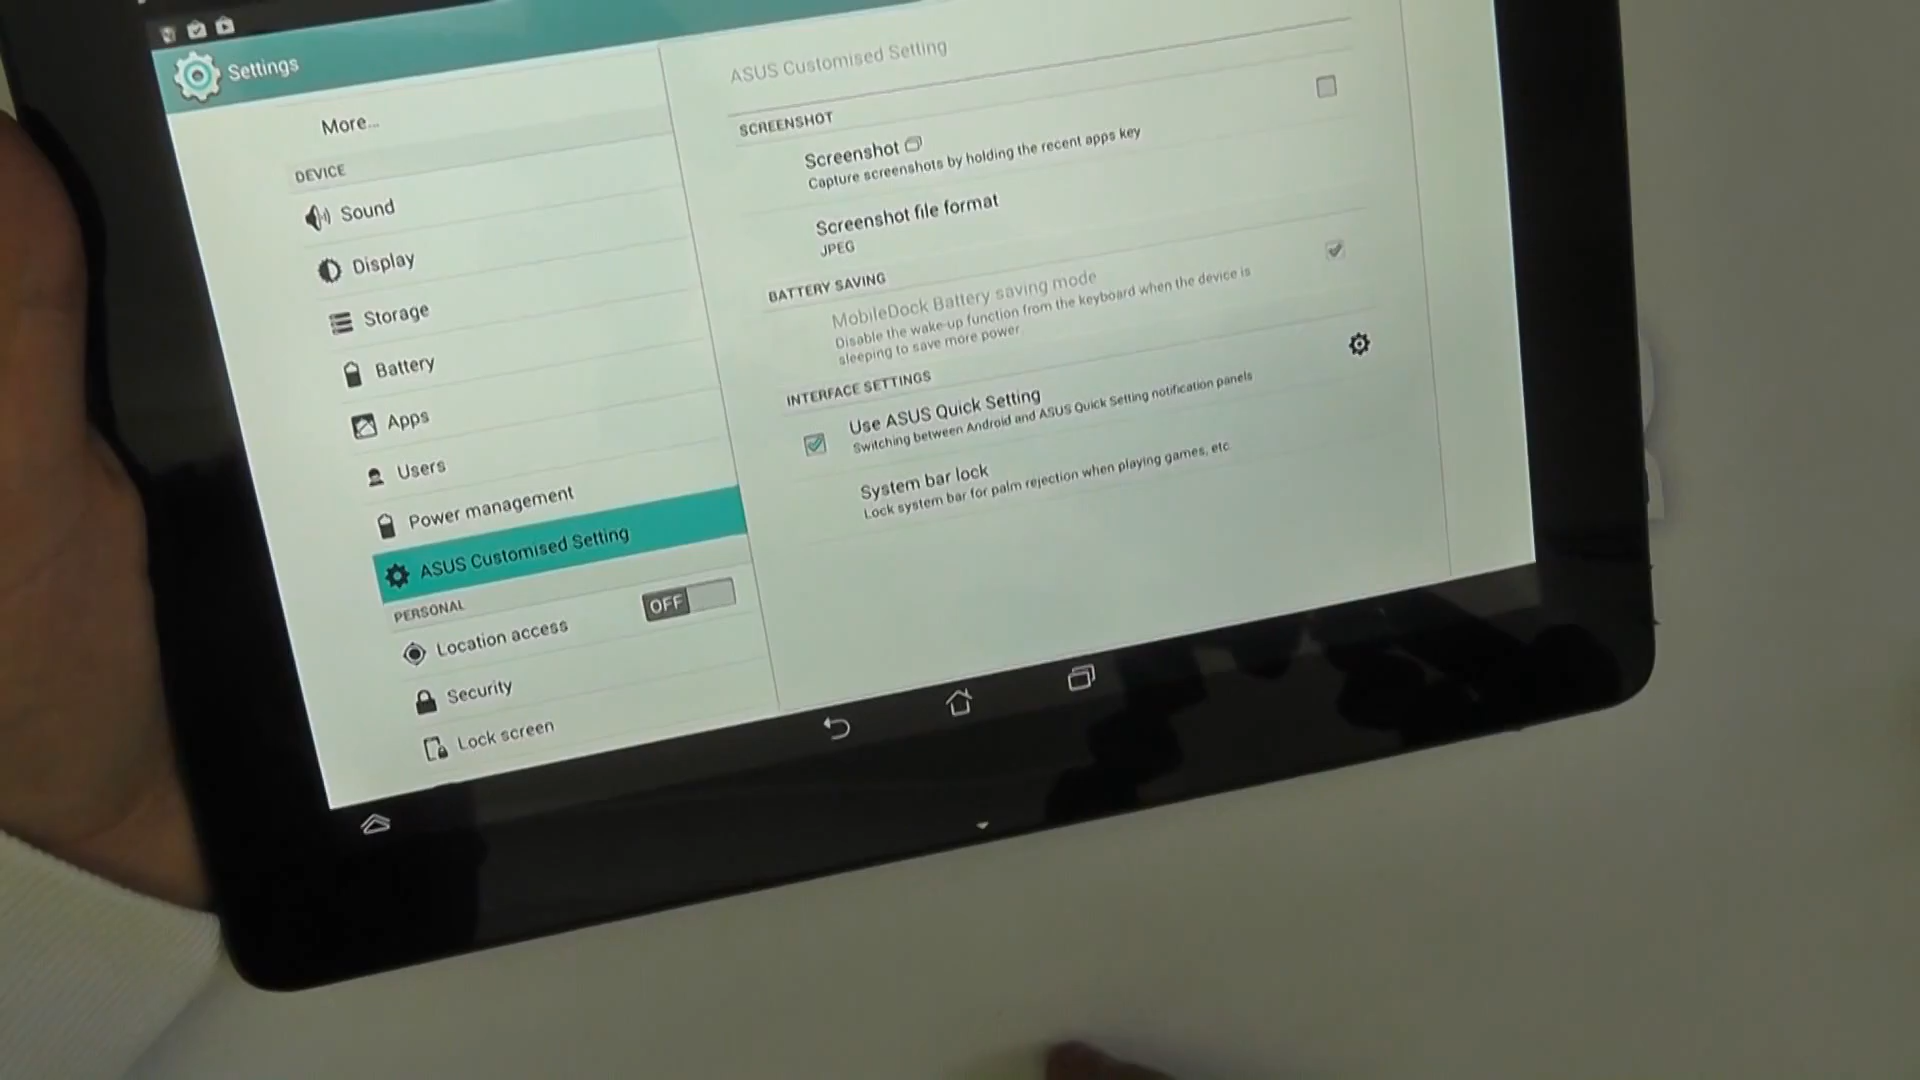 Settings
More...
DEVICE
Sound
Display
Storage
Battery
Apps
Users
Power management
ASUS Customised Setting
PERSONAL
Location access
OFF
Security
Lock screen
ASUS Customised Setting
SCREENSHOT
Screenshot
Capture screenshots by holding the recent apps key
Screenshot file format
JPEG
BATTERY SAVING
MobileDock Battery saving mode
Disable the wake-up function from the keyboard when the device is
sleeping to save more power
INTERFACE SETTINGS
Use ASUS Quick Setting
Switching between Android and ASUS Quick Setting notification panels
System bar lock
Lock system bar for palm rejection when playing games, etc